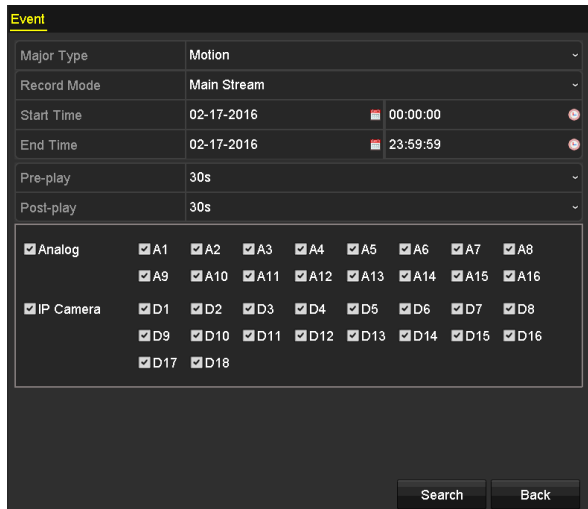 Event
Major Type Motion
Record Mode Main Stream
Start Time 02-17-2016 00:00:00
End Time 02-17-2016 23:59:59
Pre-play 30s
Post-play 30s
Analog A1 A2 A3 A4 A5 A6 A7 A8
A9 A10 A11 A12 A13 A14 A15 A16
IP Camera D1 D2 D3 D4 D5 D6 D7 D8
D9 D10 D11 D12 D13 D14 D15 D16
D17 D18
Search Back